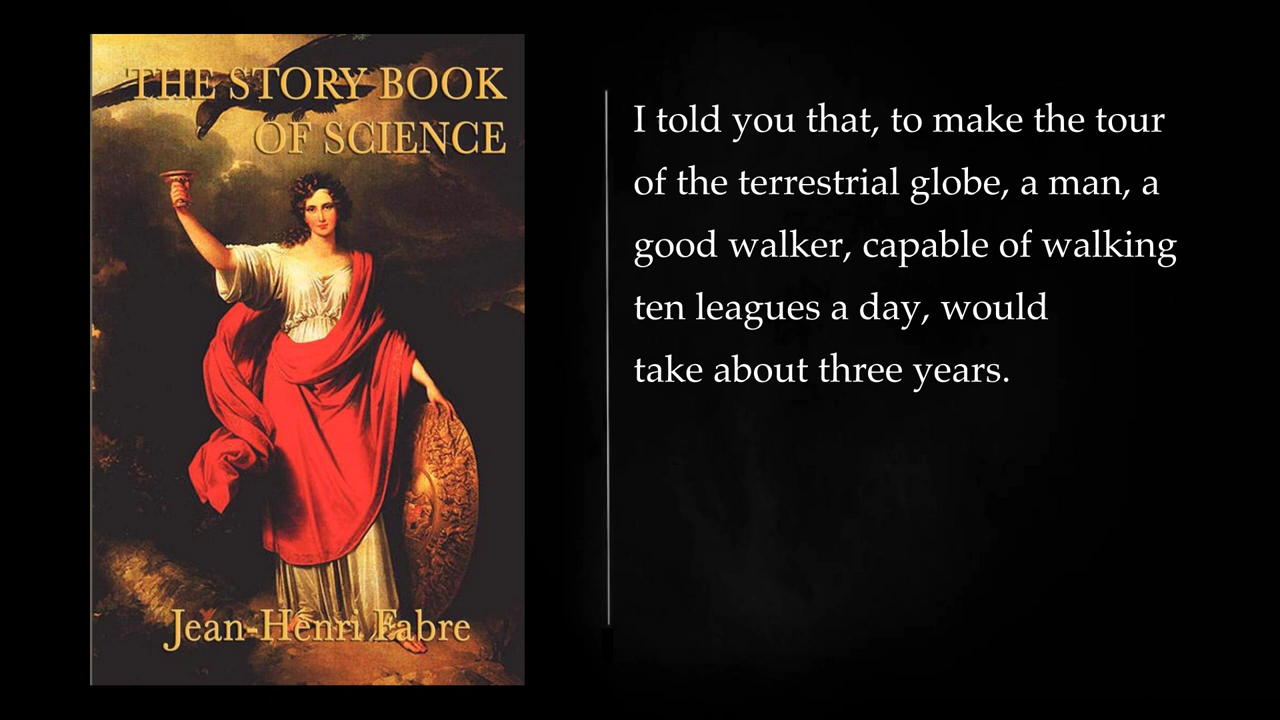 THE STORY BOOK
OF SCIENCE
Jean-Henri Fabre
I told you that, to make the tour
of the terrestrial globe, a man, a
good walker, capable of walking
ten leagues a day, would
take about three years.